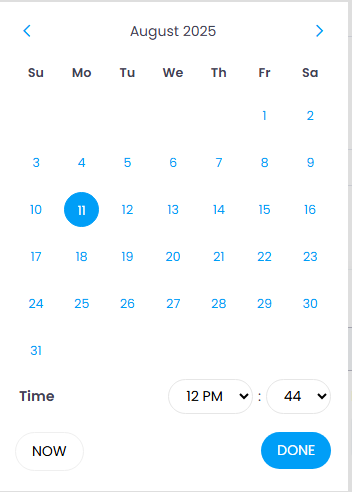 August 2025
Su Mo Tu We Th Fr Sa
1 2
3 4 5 6 7 8 9
10 11 12 13 14 15 16
17 18 19 20 21 22 23
24 25 26 27 28 29 30
31
Time 12 PM : 44
NOW DONE